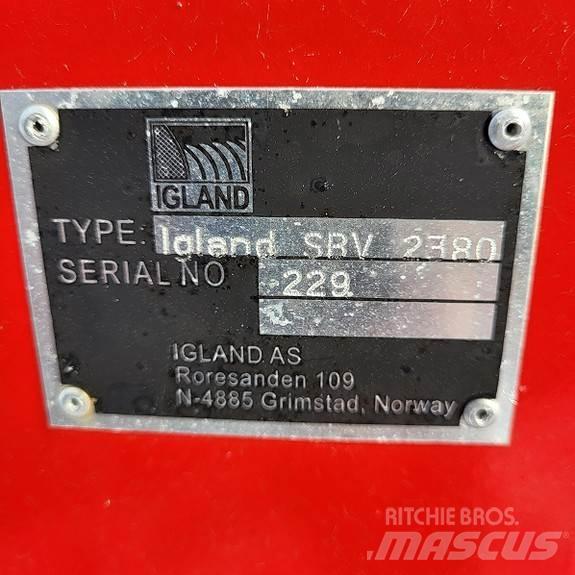 IGLAND
TYPE. Igland SBV 2380
SERIAL NO 229
IGLAND AS
Roresanden 109
N-4885 Grimstad, Norway
RITCHIE BROS.
MASCUS